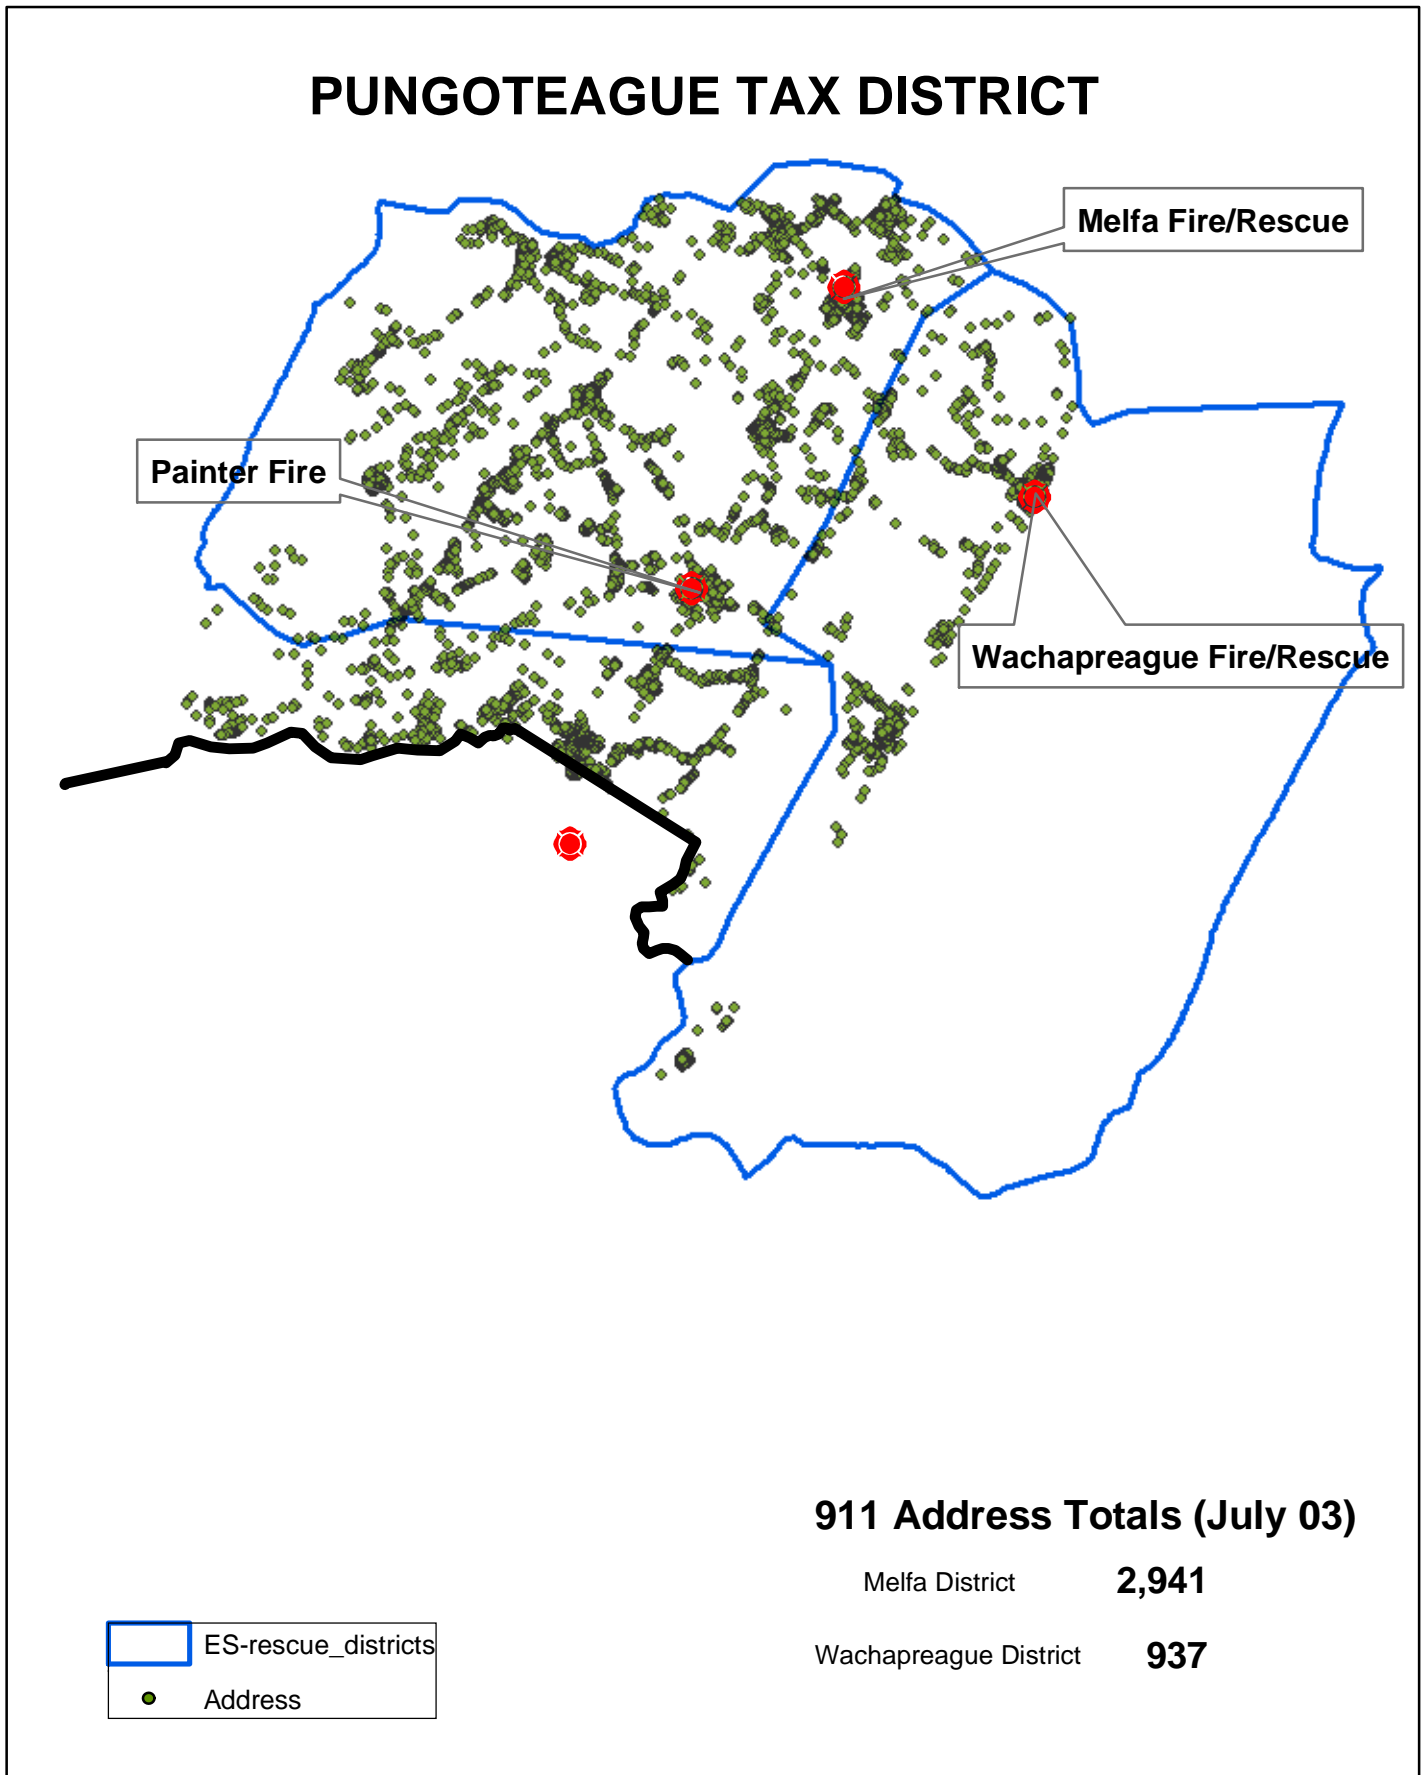 PUNGOTEAGUE TAX DISTRICT
Melfa Fire/Rescue
Painter Fire
Wachapreague Fire/Rescue
911 Address Totals (July 03)
Melfa District 2,941
Wachapreague District 937
ES-rescue_districts
Address